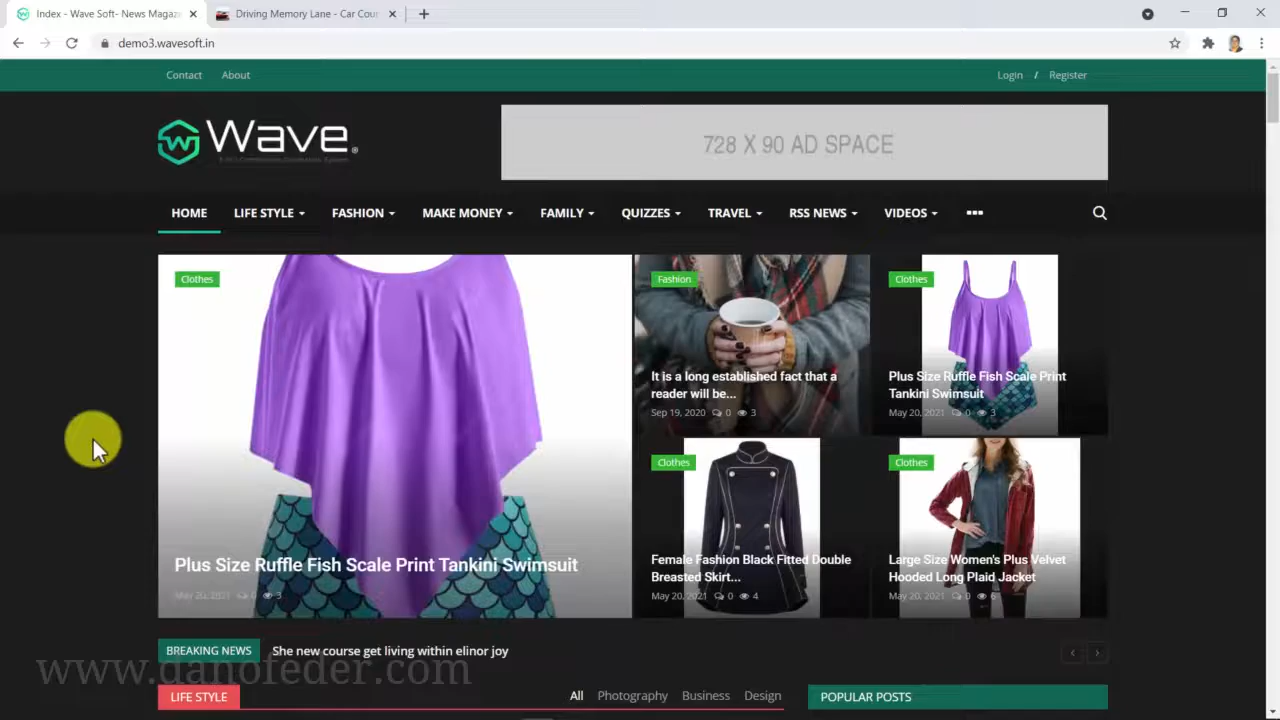 Index - Wave Soft- News Magaz
Driving Memory Lane - Car Cou
demo3.wavesoft.in
Contact About
Login / Register
Wave
728 X 90 AD SPACE
HOME LIFE STYLE FASHION MAKE MONEY FAMILY QUIZZES TRAVEL RSS NEWS VIDEOS
Clothes
Plus Size Ruffle Fish Scale Print Tankini Swimsuit
May 20, 2021 0 3
Fashion
It is a long established fact that a
reader will be...
Sep 19, 2020 0 3
Clothes
Plus Size Ruffle Fish Scale Print
Tankini Swimsuit
May 20, 2021 0 3
Clothes
Female Fashion Black Fitted Double
Breasted Skirt...
May 20, 2021 0 4
Clothes
Large Size Women's Plus Velvet
Hooded Long Plaid Jacket
May 20, 2021 0 6
BREAKING NEWS She new course get living within elinor joy
www.danofeder.com
LIFE STYLE All Photography Business Design
POPULAR POSTS